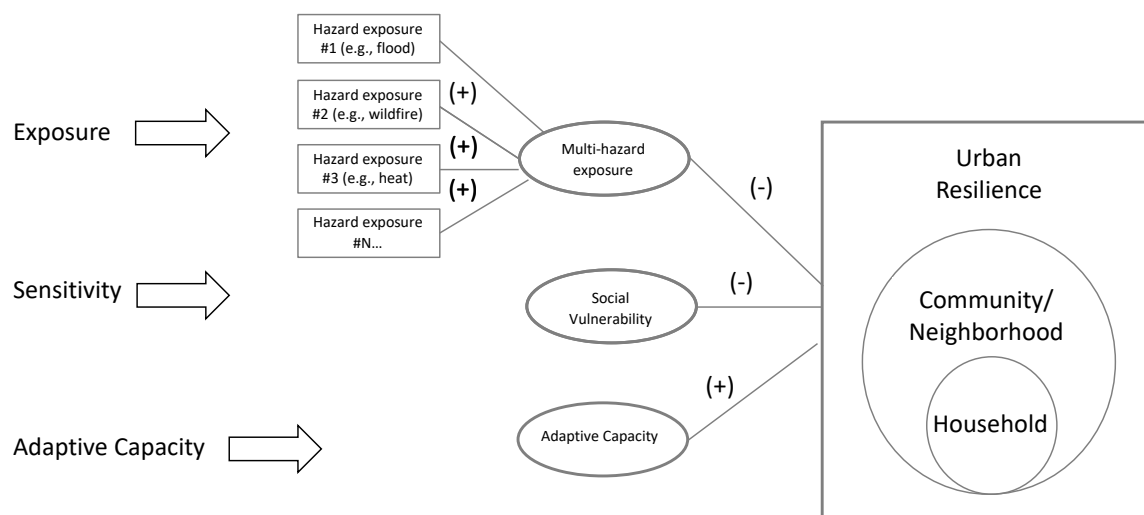 Hazard exposure
#1 (e.g., flood)
(+)
Hazard exposure
#2 (e.g., wildfire)
Exposure
(+)
Multi-hazard
exposure
Hazard exposure
#3 (e.g., heat)
(+)
Hazard exposure
#N...
(-)
Sensitivity
Social
Vulnerability
(-)
Adaptive Capacity
Adaptive Capacity
(+)
Urban
Resilience
Community/
Neighborhood
Household